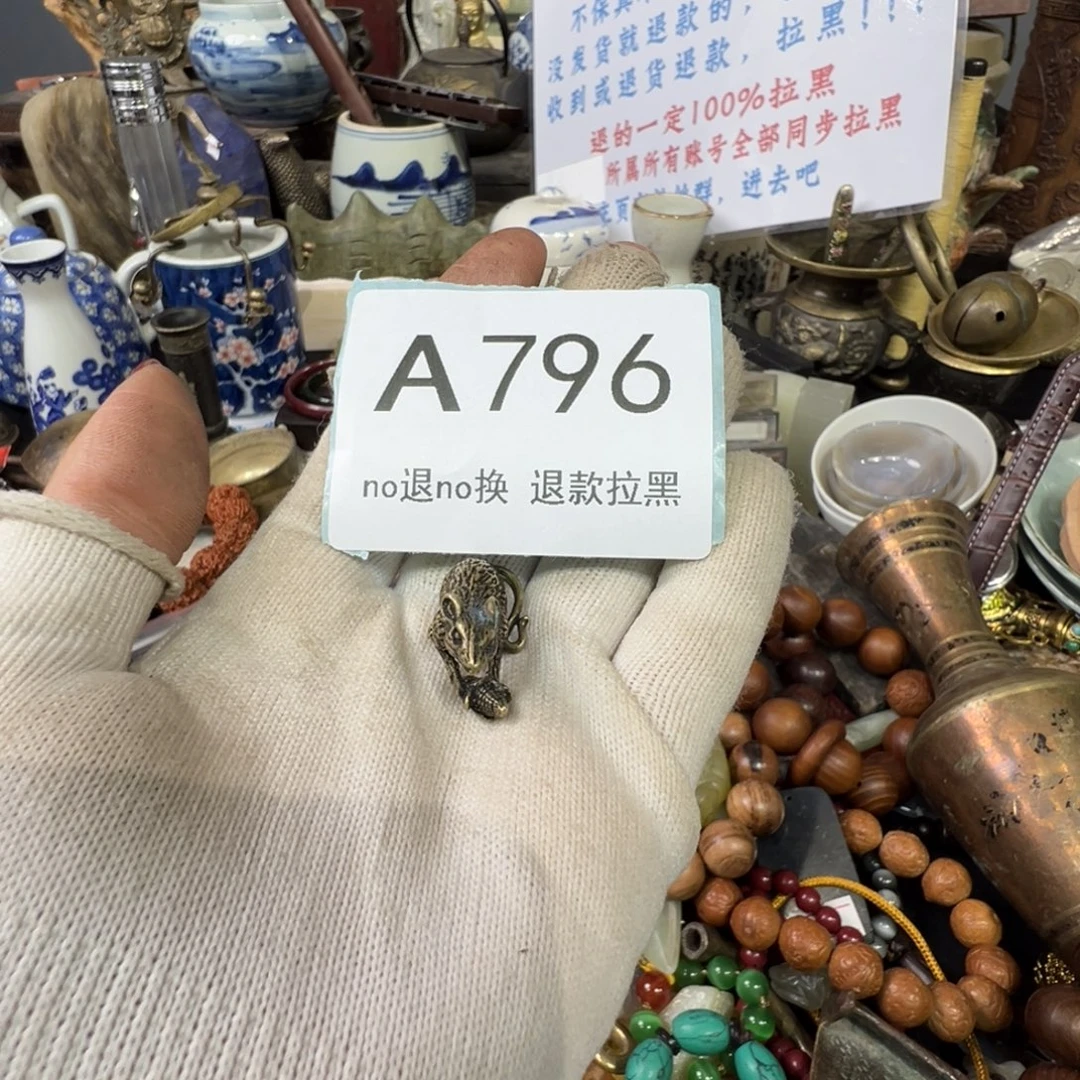 不保真
没发货就退款的，
收到或退货退款， 拉黑！！！
退的一定100%拉黑
所属所有账号全部同步拉黑
群，进去吧
A796
no退no换 退款拉黑